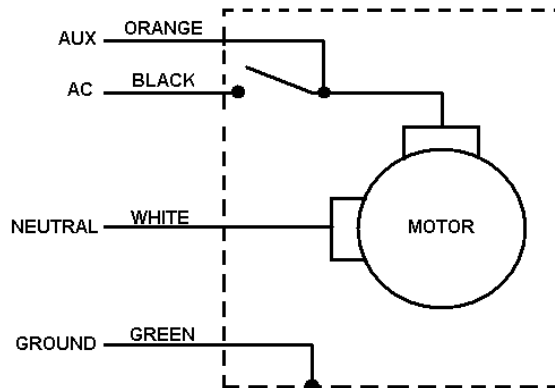 AUX ORANGE
AC BLACK
NEUTRAL WHITE
MOTOR
GROUND GREEN